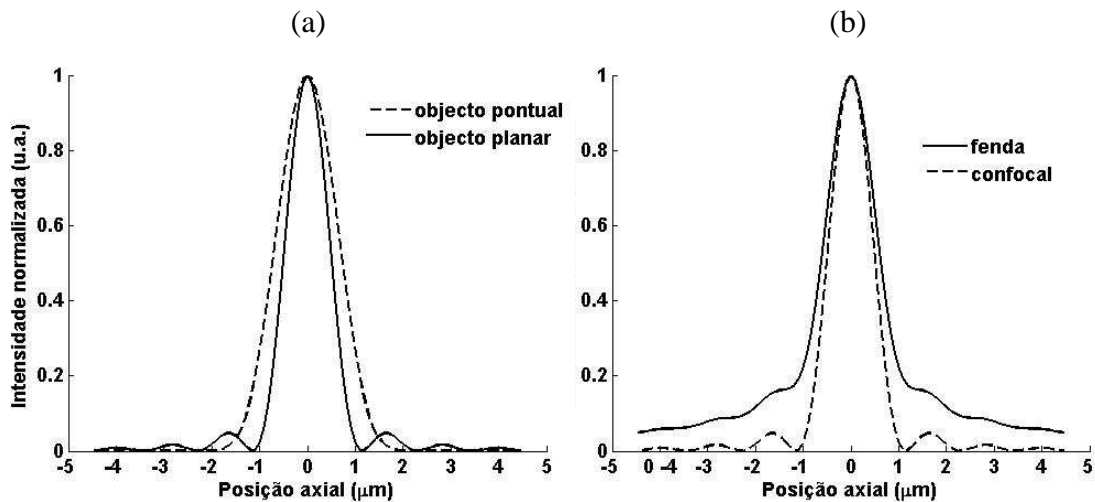 (a)
(b)
Intensidade normalizada (u.a.)
1
0.8
0.6
0.4
0.2
0
-5 -4 -3 -2 -1 0 1 2 3 4 5
Posição axial (μm)
objecto pontual
objecto planar
1
0.8
0.6
0.4
0.2
0
-5 -4 -3 -2 -1 0 1 2 3 4 5
Posição axial (μm)
fenda
confocal